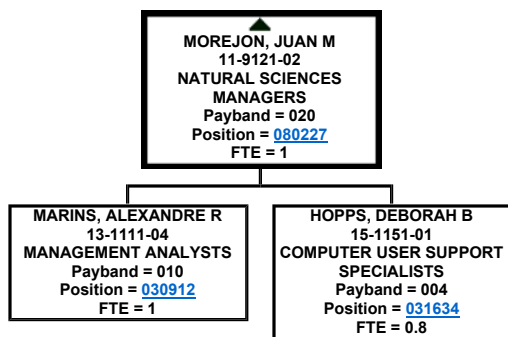 MOREJON, JUAN M
11-9121-02
NATURAL SCIENCES
MANAGERS
Payband = 020
Position = 080227
FTE = 1
MARINS, ALEXANDRE R
13-1111-04
MANAGEMENT ANALYSTS
Payband = 010
Position = 030912
FTE = 1
HOPPS, DEBORAH B
15-1151-01
COMPUTER USER SUPPORT
SPECIALISTS
Payband = 004
Position = 031634
FTE = 0.8